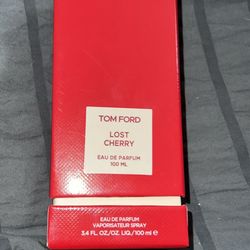 TOM FORD
LOST
CHERRY
EAU DE PARFUM
100 ML
EAU DE PARFUM
VAPORISATEUR SPRAY
3.4 FL. OZ/OZ. LIQ./100 ml ℮